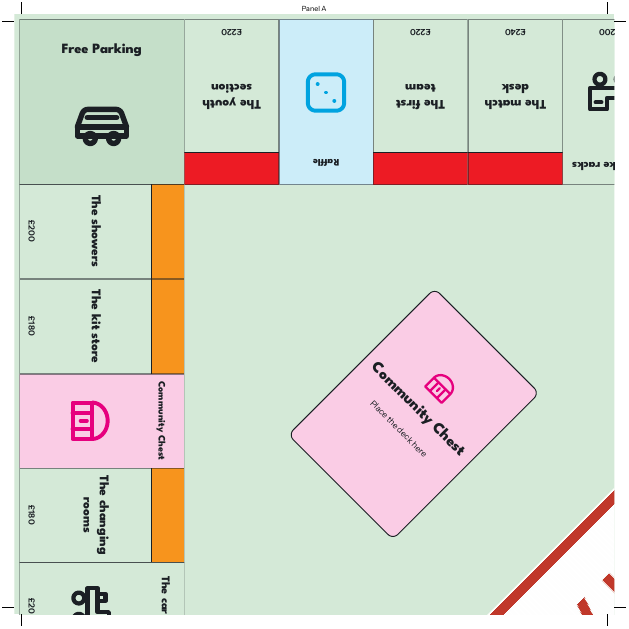 Panel A
Free Parking
£220
The youth
section
Raffle
£220
The first
team
£240
The match
desk
The showers
£200
The kit store
£180
Community Chest
The changing
rooms
£180
Community Chest
Place the deck here